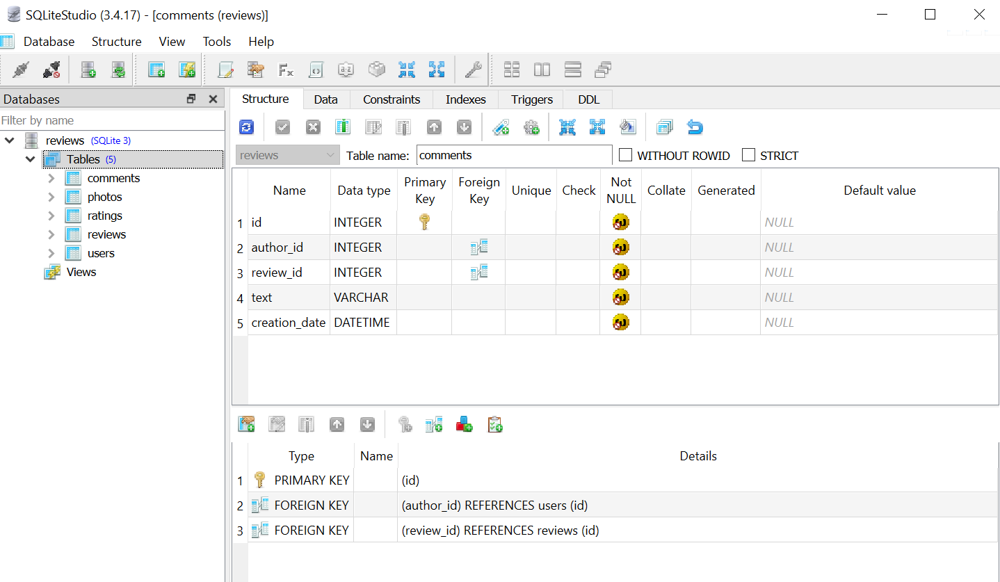 SQLiteStudio (3.4.17) - [comments (reviews)]
Database Structure View Tools Help
Databases
Filter by name
reviews (SQLite 3)
Tables (5)
comments
photos
ratings
reviews
users
Views
Structure Data Constraints Indexes Triggers DDL
reviews Table name: comments WITHOUT ROWID STRICT
Name Data type Primary Key Foreign Key Unique Check Not NULL Collate Generated Default value
1 id INTEGER NULL
2 author_id INTEGER NULL
3 review_id INTEGER NULL
4 text VARCHAR NULL
5 creation_date DATETIME NULL
Type Name Details
1 PRIMARY KEY (id)
2 FOREIGN KEY (author_id) REFERENCES users (id)
3 FOREIGN KEY (review_id) REFERENCES reviews (id)